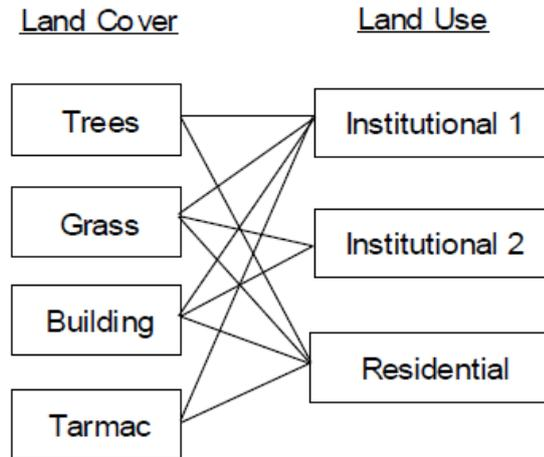 Land Cover
Land Use
Trees
Institutional 1
Grass
Institutional 2
Building
Residential
Tarmac